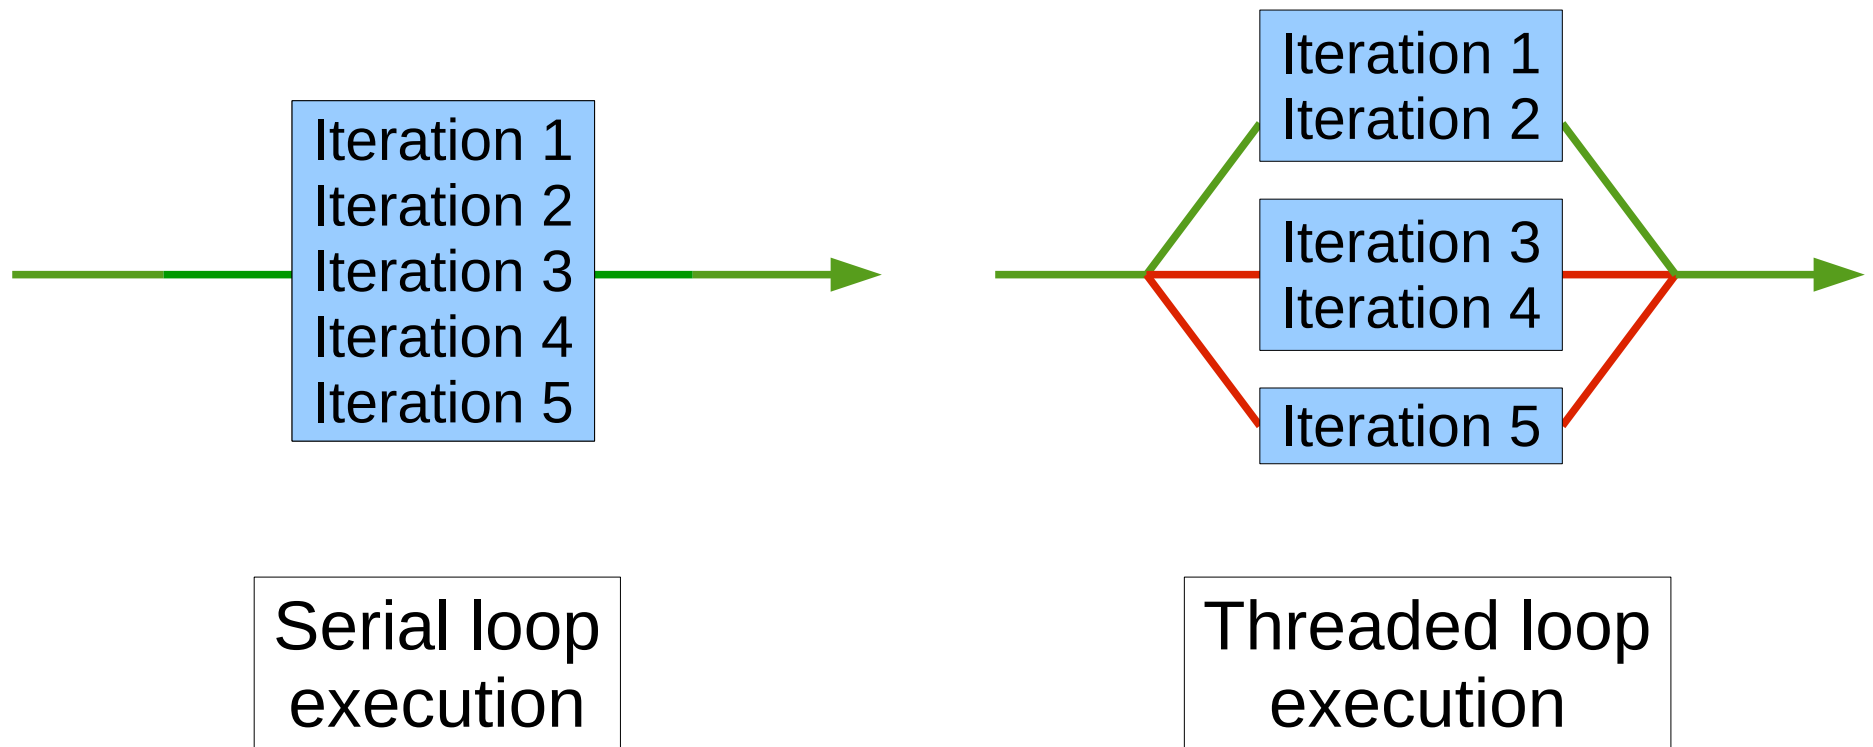 Iteration 1
Iteration 2
Iteration 3
Iteration 4
Iteration 5
Serial loop
execution
Iteration 1
Iteration 2
Iteration 3
Iteration 4
Iteration 5
Threaded loop
execution